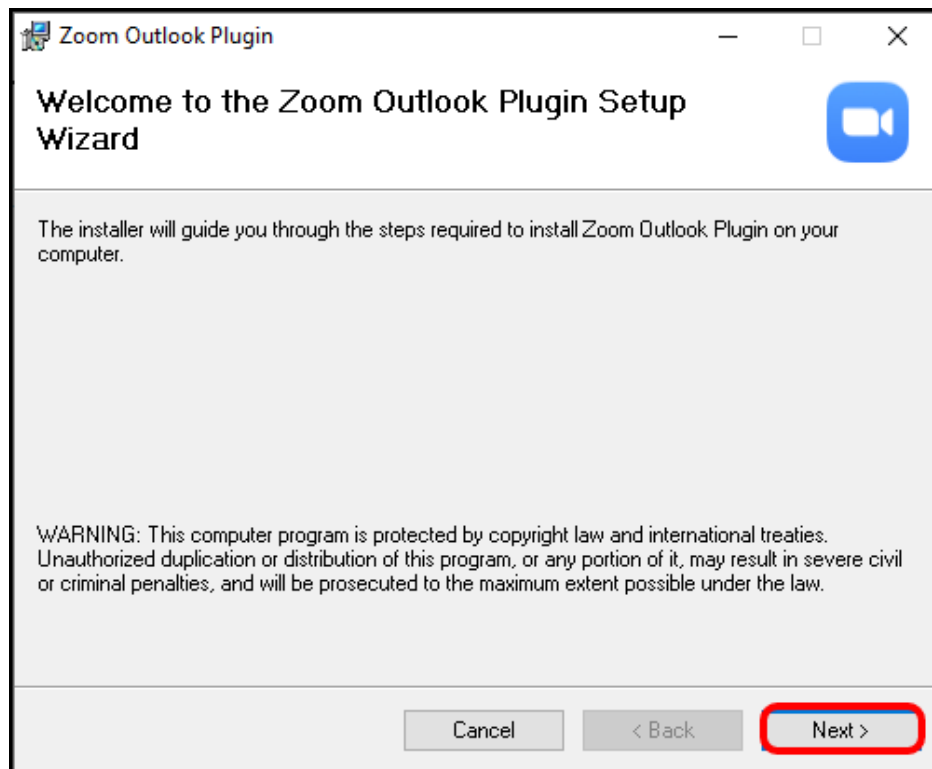 Zoom Outlook Plugin
Welcome to the Zoom Outlook Plugin Setup
Wizard
The installer will guide you through the steps required to install Zoom Outlook Plugin on your
computer.
WARNING: This computer program is protected by copyright law and international treaties.
Unauthorized duplication or distribution of this program, or any portion of it, may result in severe civil
or criminal penalties, and will be prosecuted to the maximum extent possible under the law.
Cancel < Back Next >